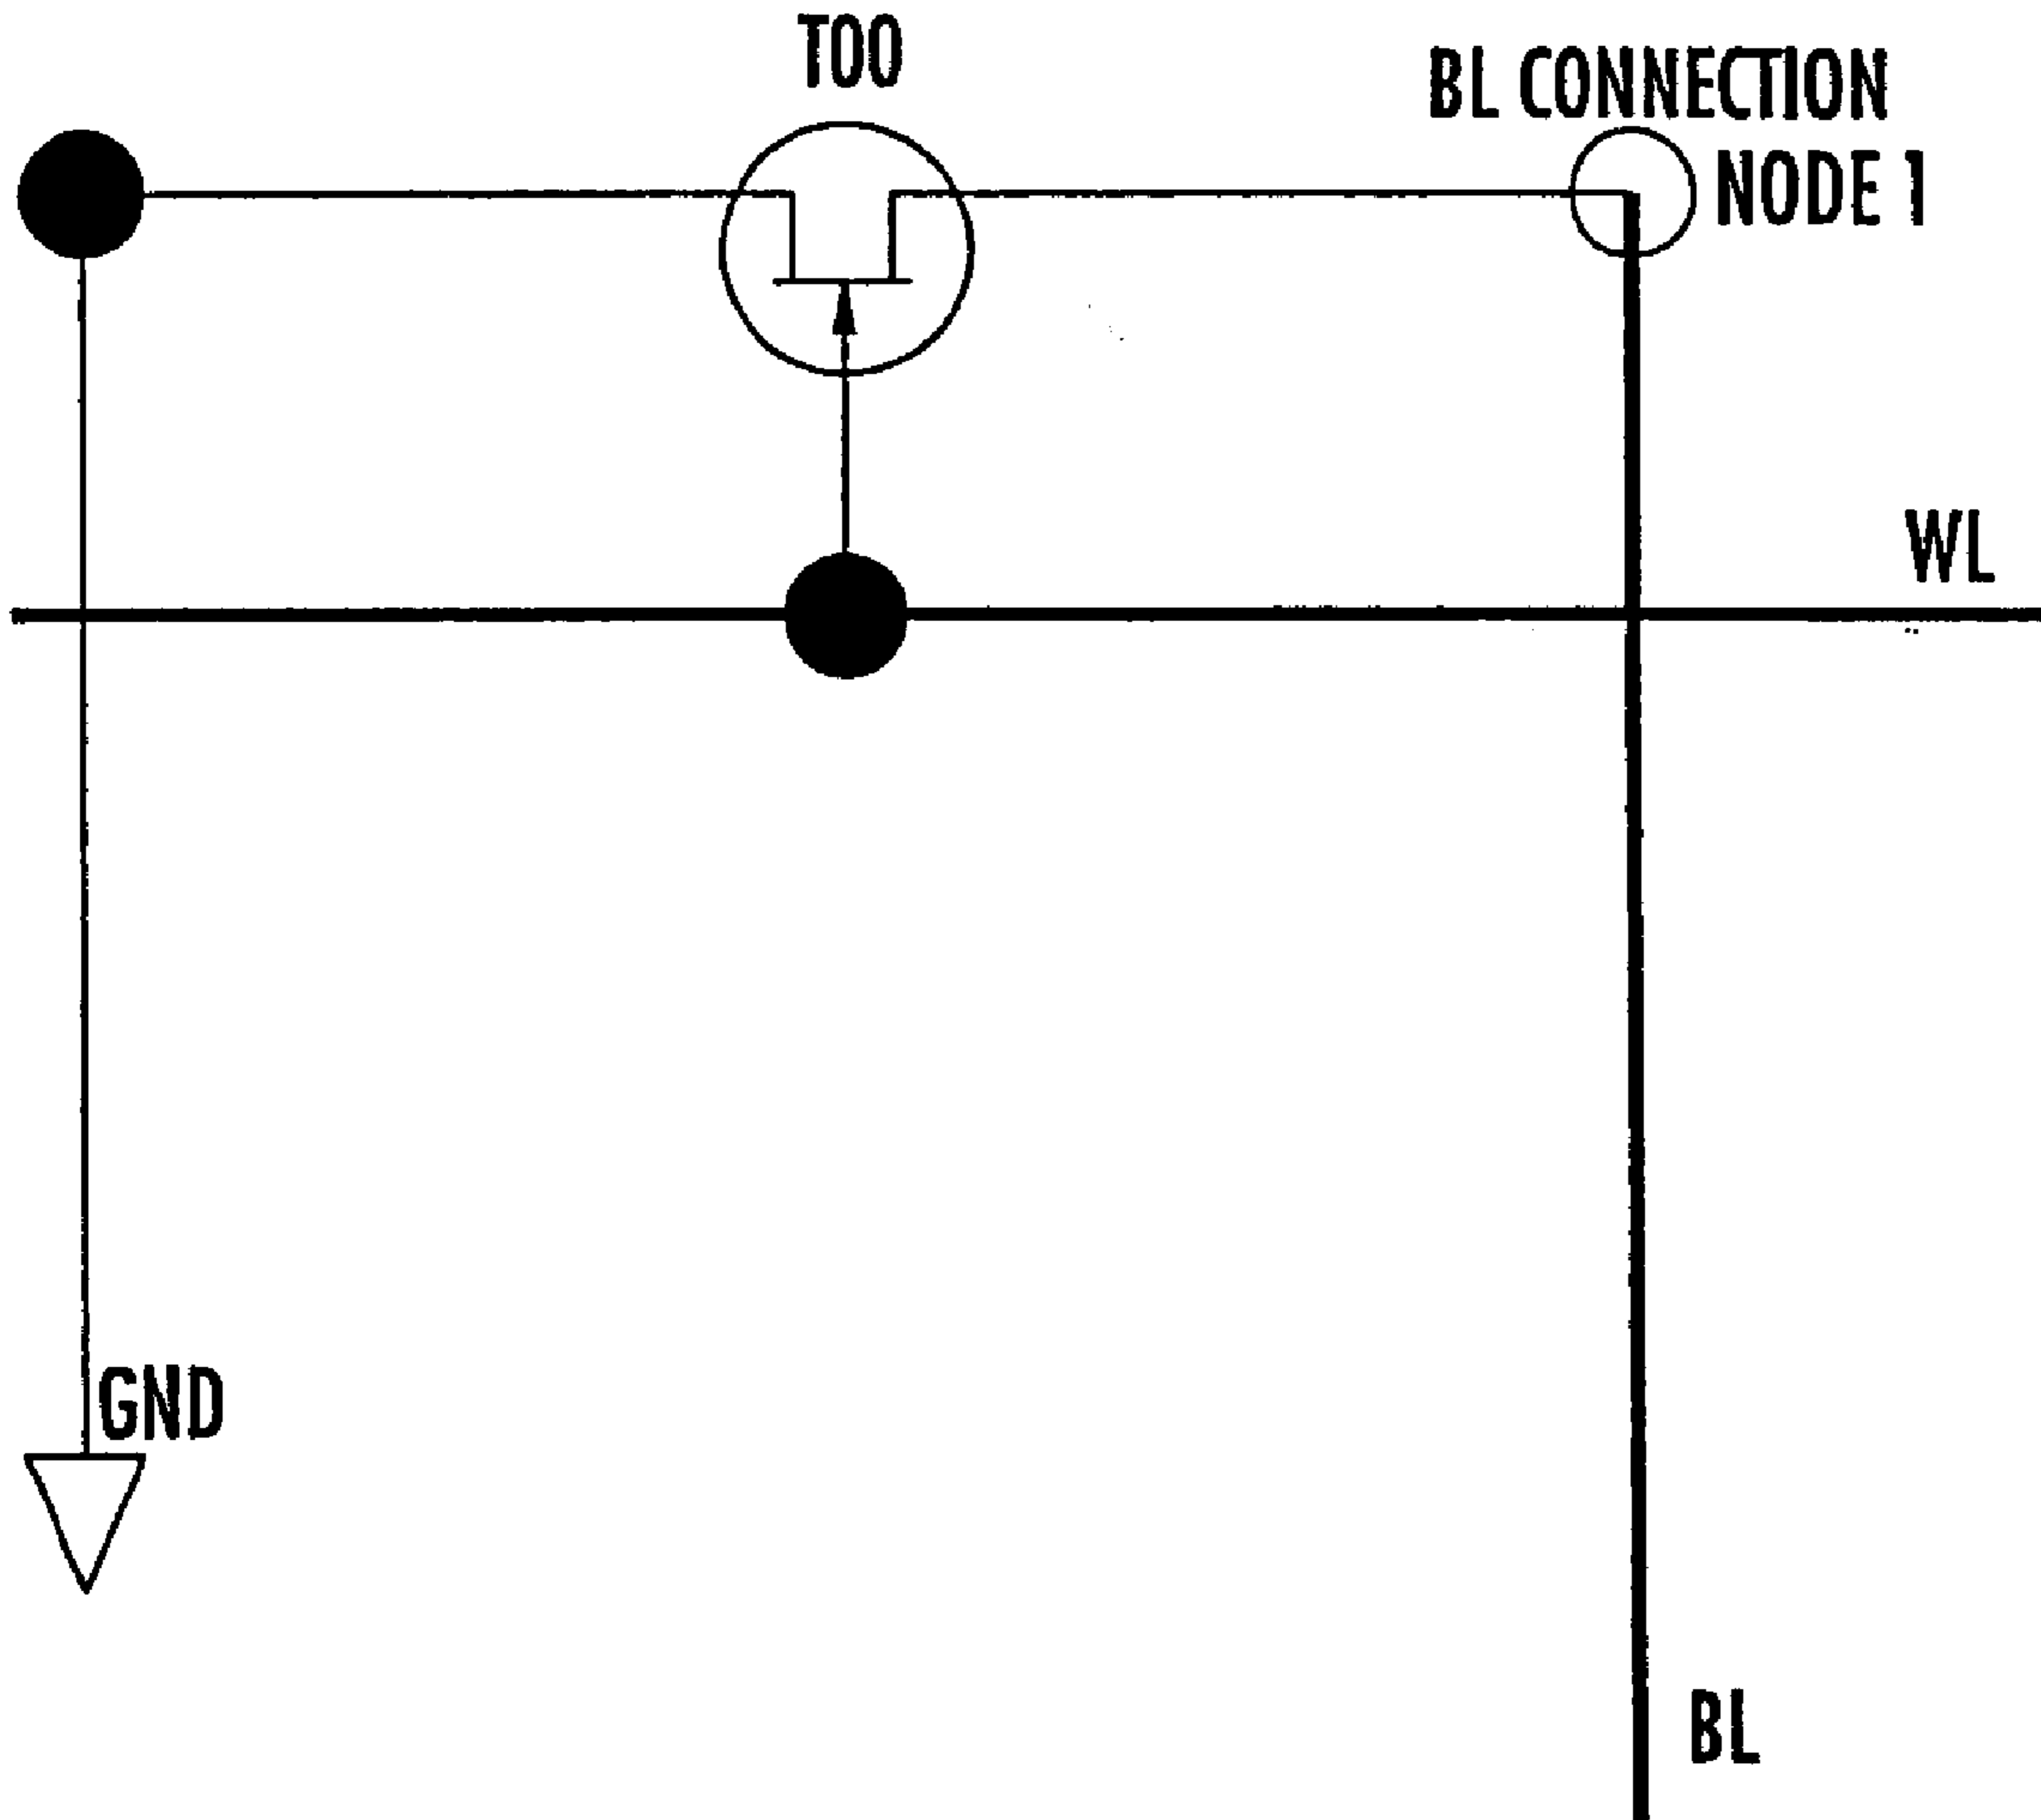 T00
BL CONNECTION
NODE 1
WL
GND
BL